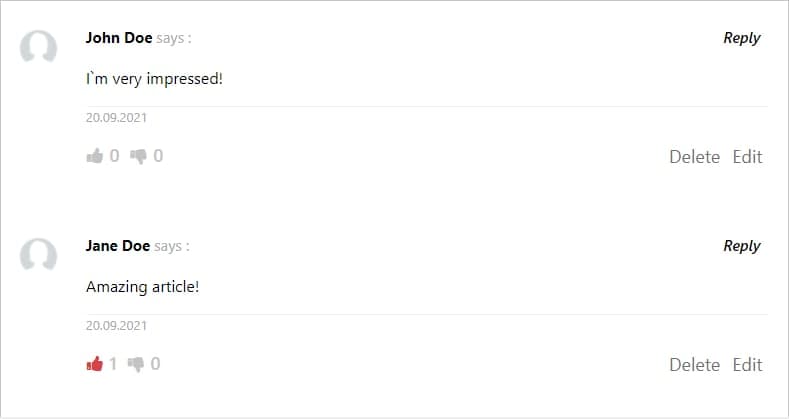 John Doe says : Reply
I`m very impressed!
20.09.2021
0 0 Delete Edit
Jane Doe says : Reply
Amazing article!
20.09.2021
1 0 Delete Edit